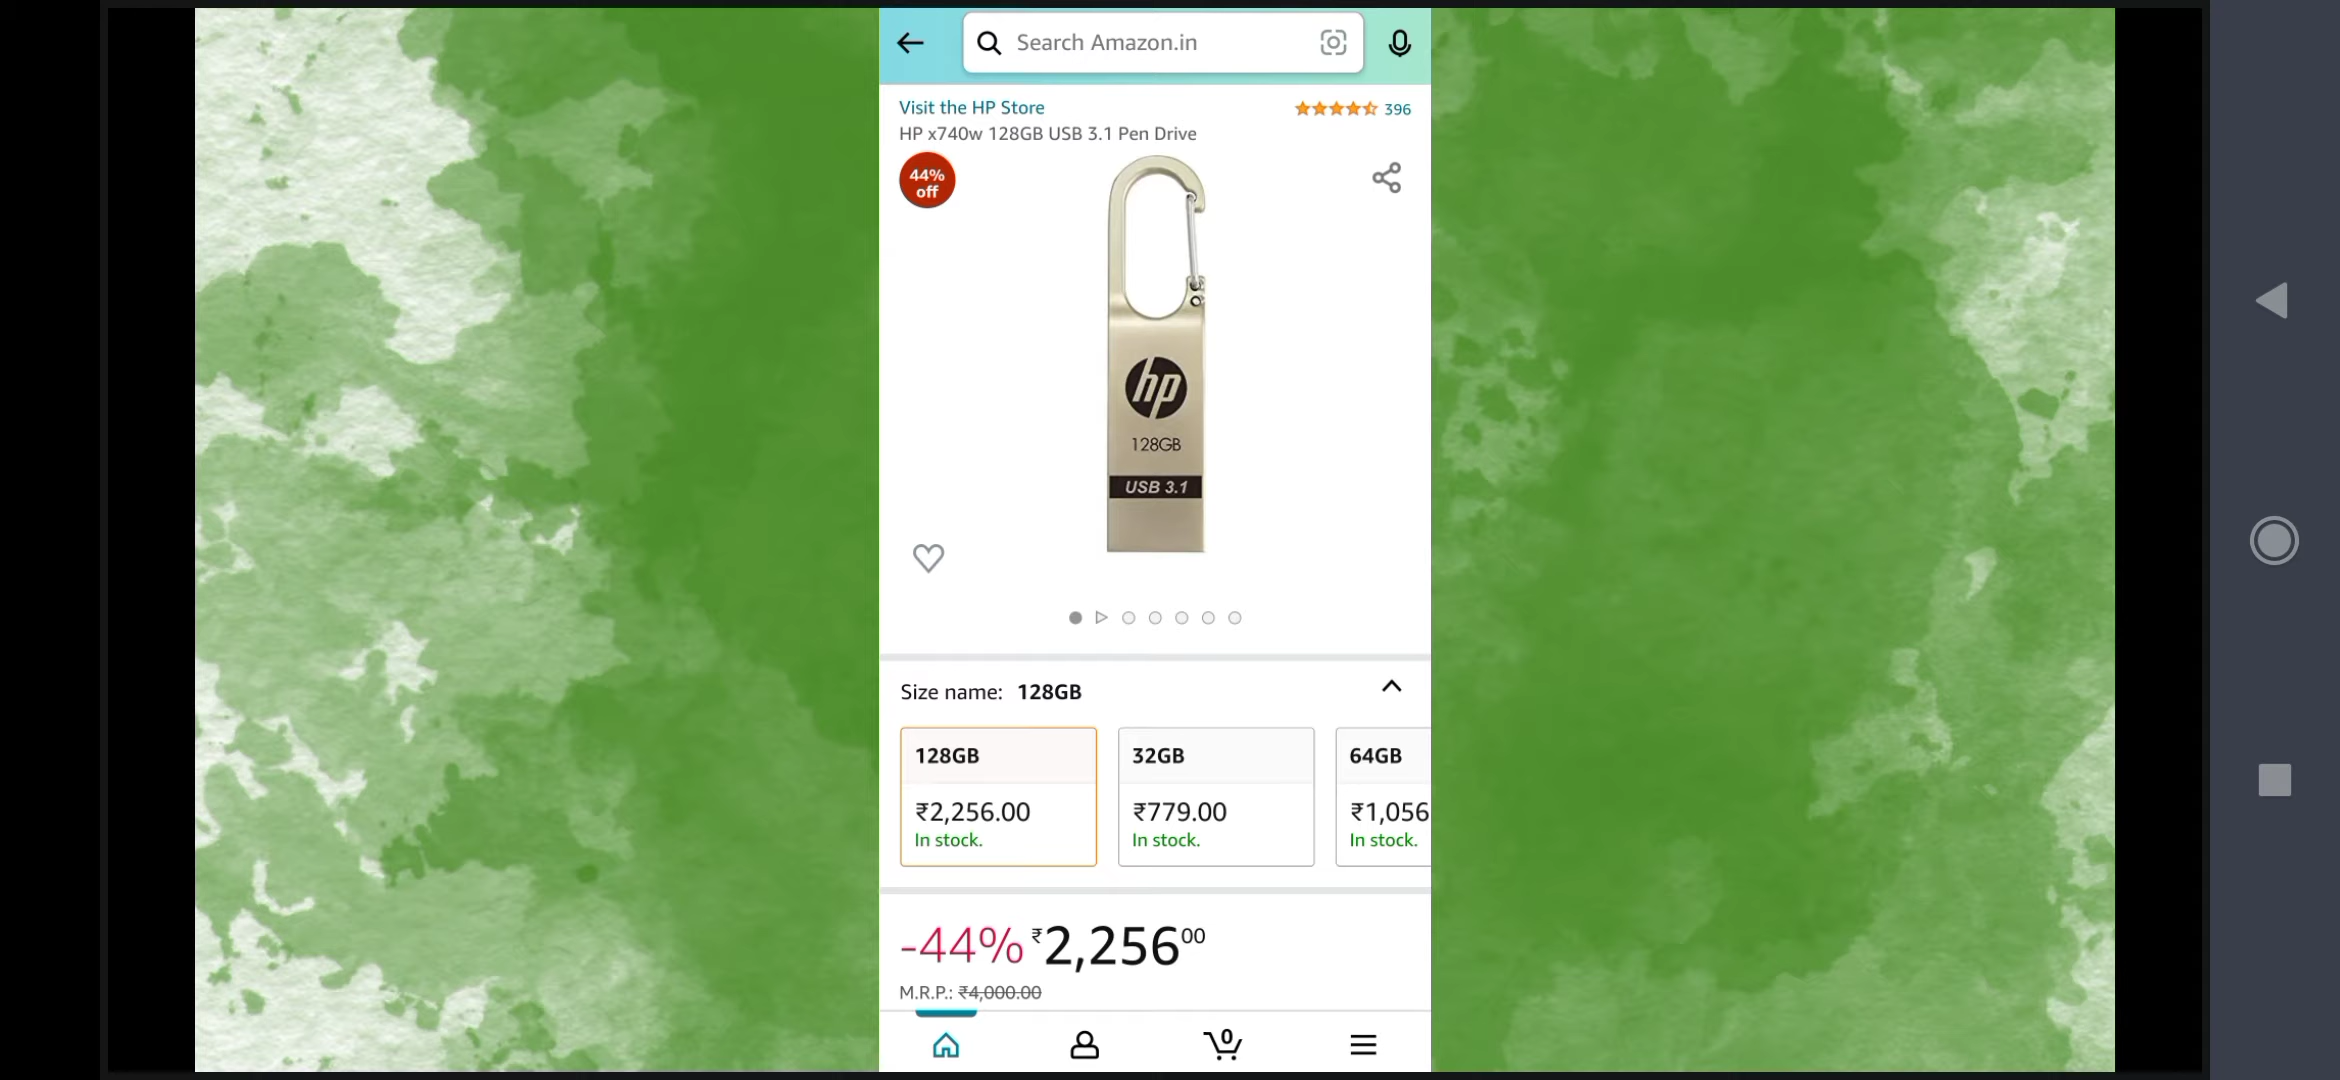 Search Amazon.in
Visit the HP Store
396
HP x740w 128GB USB 3.1 Pen Drive
44%
off
hp
128GB
USB 3.1
Size name: 128GB
128GB
₹2,256.00
In stock.
32GB
₹779.00
In stock.
64GB
₹1,056
In stock.
-44% ₹2,25600
M.R.P.: ₹4,000.00
0